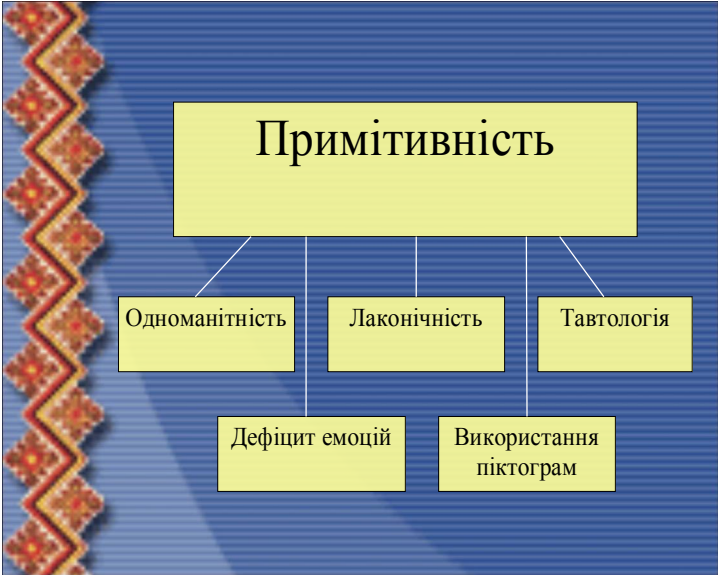 Примітивність
Одноманітність
Лаконічність
Тавтологія
Дефіцит емоцій
Використання
піктограм